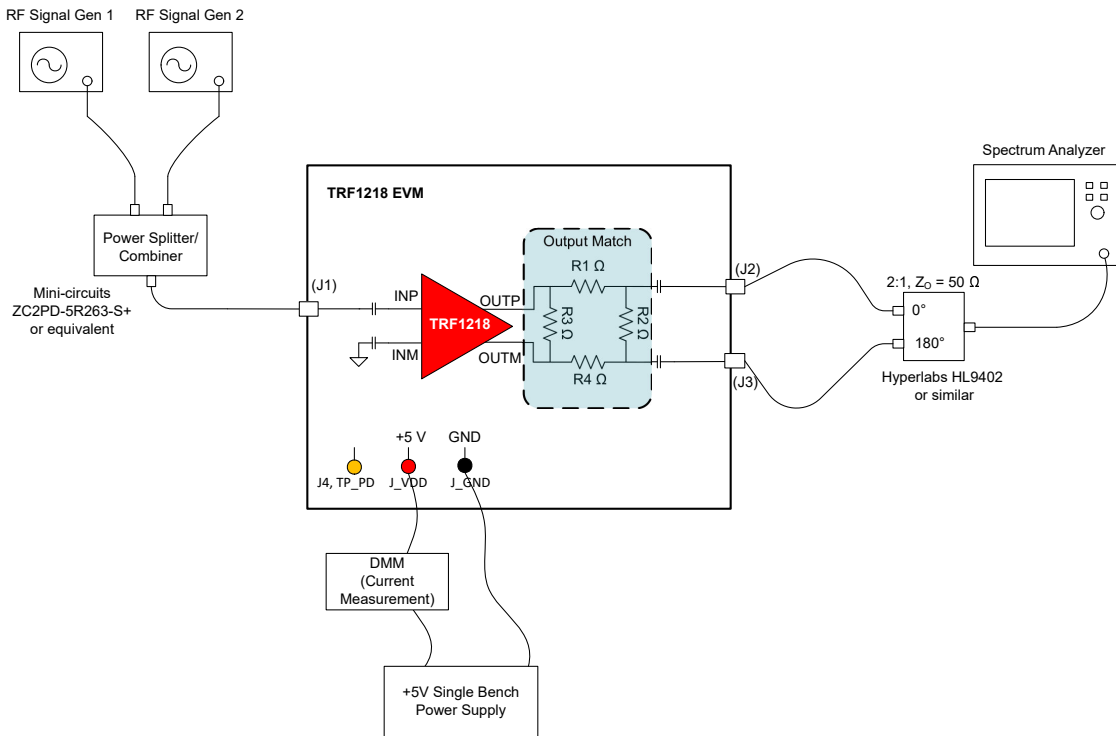 RF Signal Gen 1
RF Signal Gen 2
Power Splitter/
Combiner
Mini-circuits
ZC2PD-5R263-S+
or equivalent
TRF1218 EVM
(J1)
INP
INM
TRF1218
OUTP
OUTM
Output Match
R1 Ω
R3 Ω
R2 Ω
R4 Ω
(J2)
(J3)
2:1, ZO = 50 Ω
0°
180°
Hyperlabs HL9402
or similar
Spectrum Analyzer
+5 V
GND
J4, TP_PD
J_VDD
J_GND
DMM
(Current
Measurement)
+5V Single Bench
Power Supply